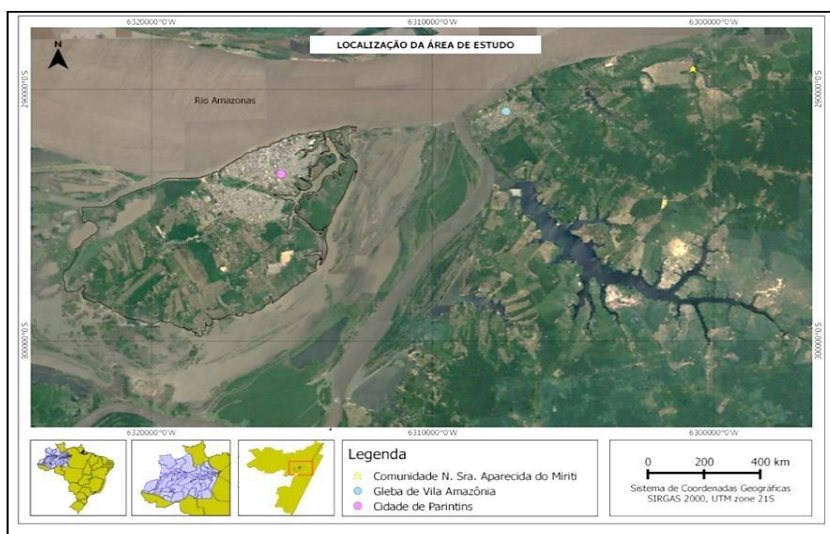 6320000°0'W 6310000°0'W 6300000°0'W
N
LOCALIZAÇÃO DA ÁREA DE ESTUDO
290000°0'S
290000°0'S
Rio Amazonas
300000°0'S
300000°0'S
6320000°0'W 6310000°0'W 6300000°0'W
Legenda
Comunidade N. Sra. Aparecida do Miriti
Gleba de Vila Amazônia
Cidade de Parintins
0 200 400 km
Sistema de Coordenadas Geográficas
SIRGAS 2000, UTM zone 21S